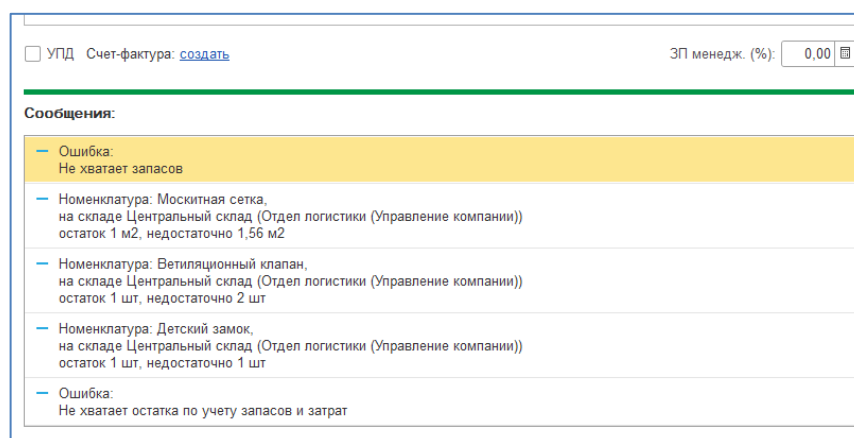 УПД Счет-фактура: создать ЗП менедж. (%): 0,00
Сообщения:
Ошибка:
Не хватает запасов
Номенклатура: Москитная сетка,
на складе Центральный склад (Отдел логистики (Управление компании))
остаток 1 м2, недостаточно 1,56 м2
Номенклатура: Ветиляционный клапан,
на складе Центральный склад (Отдел логистики (Управление компании))
остаток 1 шт, недостаточно 2 шт
Номенклатура: Детский замок,
на складе Центральный склад (Отдел логистики (Управление компании))
остаток 1 шт, недостаточно 1 шт
Ошибка:
Не хватает остатка по учету запасов и затрат